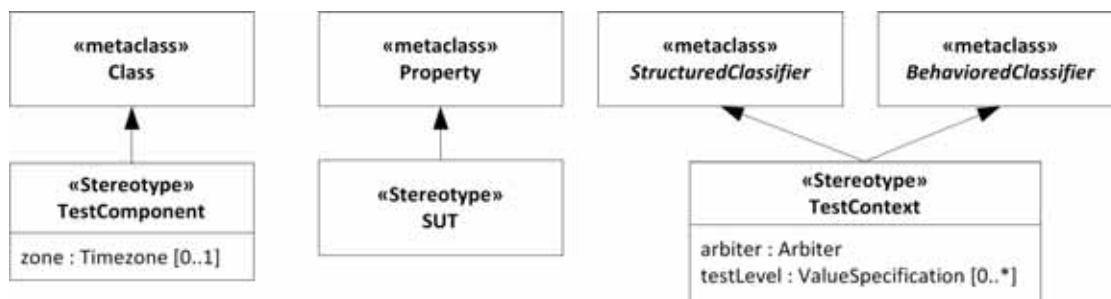 «metaclass»
Class
«metaclass»
Property
«metaclass»
StructuredClassifier
«metaclass»
BehavioredClassifier
«Stereotype»
TestComponent
zone : Timezone [0..1]
«Stereotype»
SUT
«Stereotype»
TestContext
arbiter : Arbiter
testLevel : ValueSpecification [0..*]